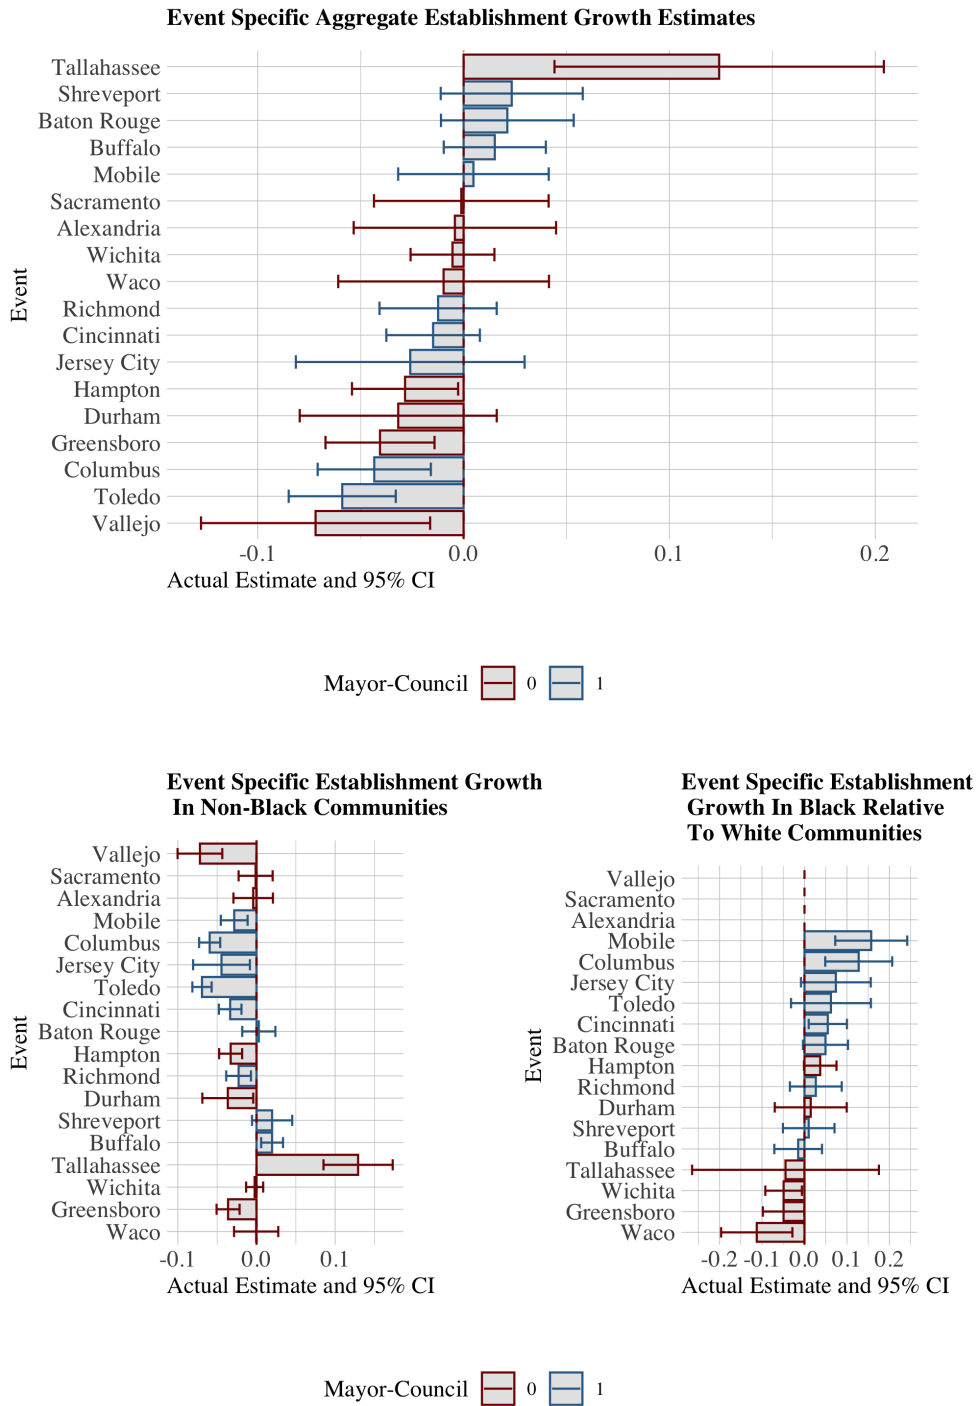 Event Specific Aggregate Establishment Growth Estimates
Tallahassee
Shreveport
Baton Rouge
Buffalo
Mobile
Sacramento
Alexandria
Wichita
Waco
Richmond
Cincinnati
Jersey City
Hampton
Durham
Greensboro
Columbus
Toledo
Vallejo
Event
-0.1 0.0 0.1 0.2
Actual Estimate and 95% CI
Mayor-Council 0 1
Event Specific Establishment Growth
In Non-Black Communities
Vallejo
Sacramento
Alexandria
Mobile
Columbus
Jersey City
Toledo
Cincinnati
Baton Rouge
Hampton
Richmond
Durham
Shreveport
Buffalo
Tallahassee
Wichita
Greensboro
Waco
Event
-0.1 0.0 0.1
Actual Estimate and 95% CI
Event Specific Establishment
Growth In Black Relative
To White Communities
Vallejo
Sacramento
Alexandria
Mobile
Columbus
Jersey City
Toledo
Cincinnati
Baton Rouge
Hampton
Richmond
Durham
Shreveport
Buffalo
Tallahassee
Wichita
Greensboro
Waco
Event
-0.2 -0.1 0.0 0.1 0.2
Actual Estimate and 95% CI
Mayor-Council 0 1